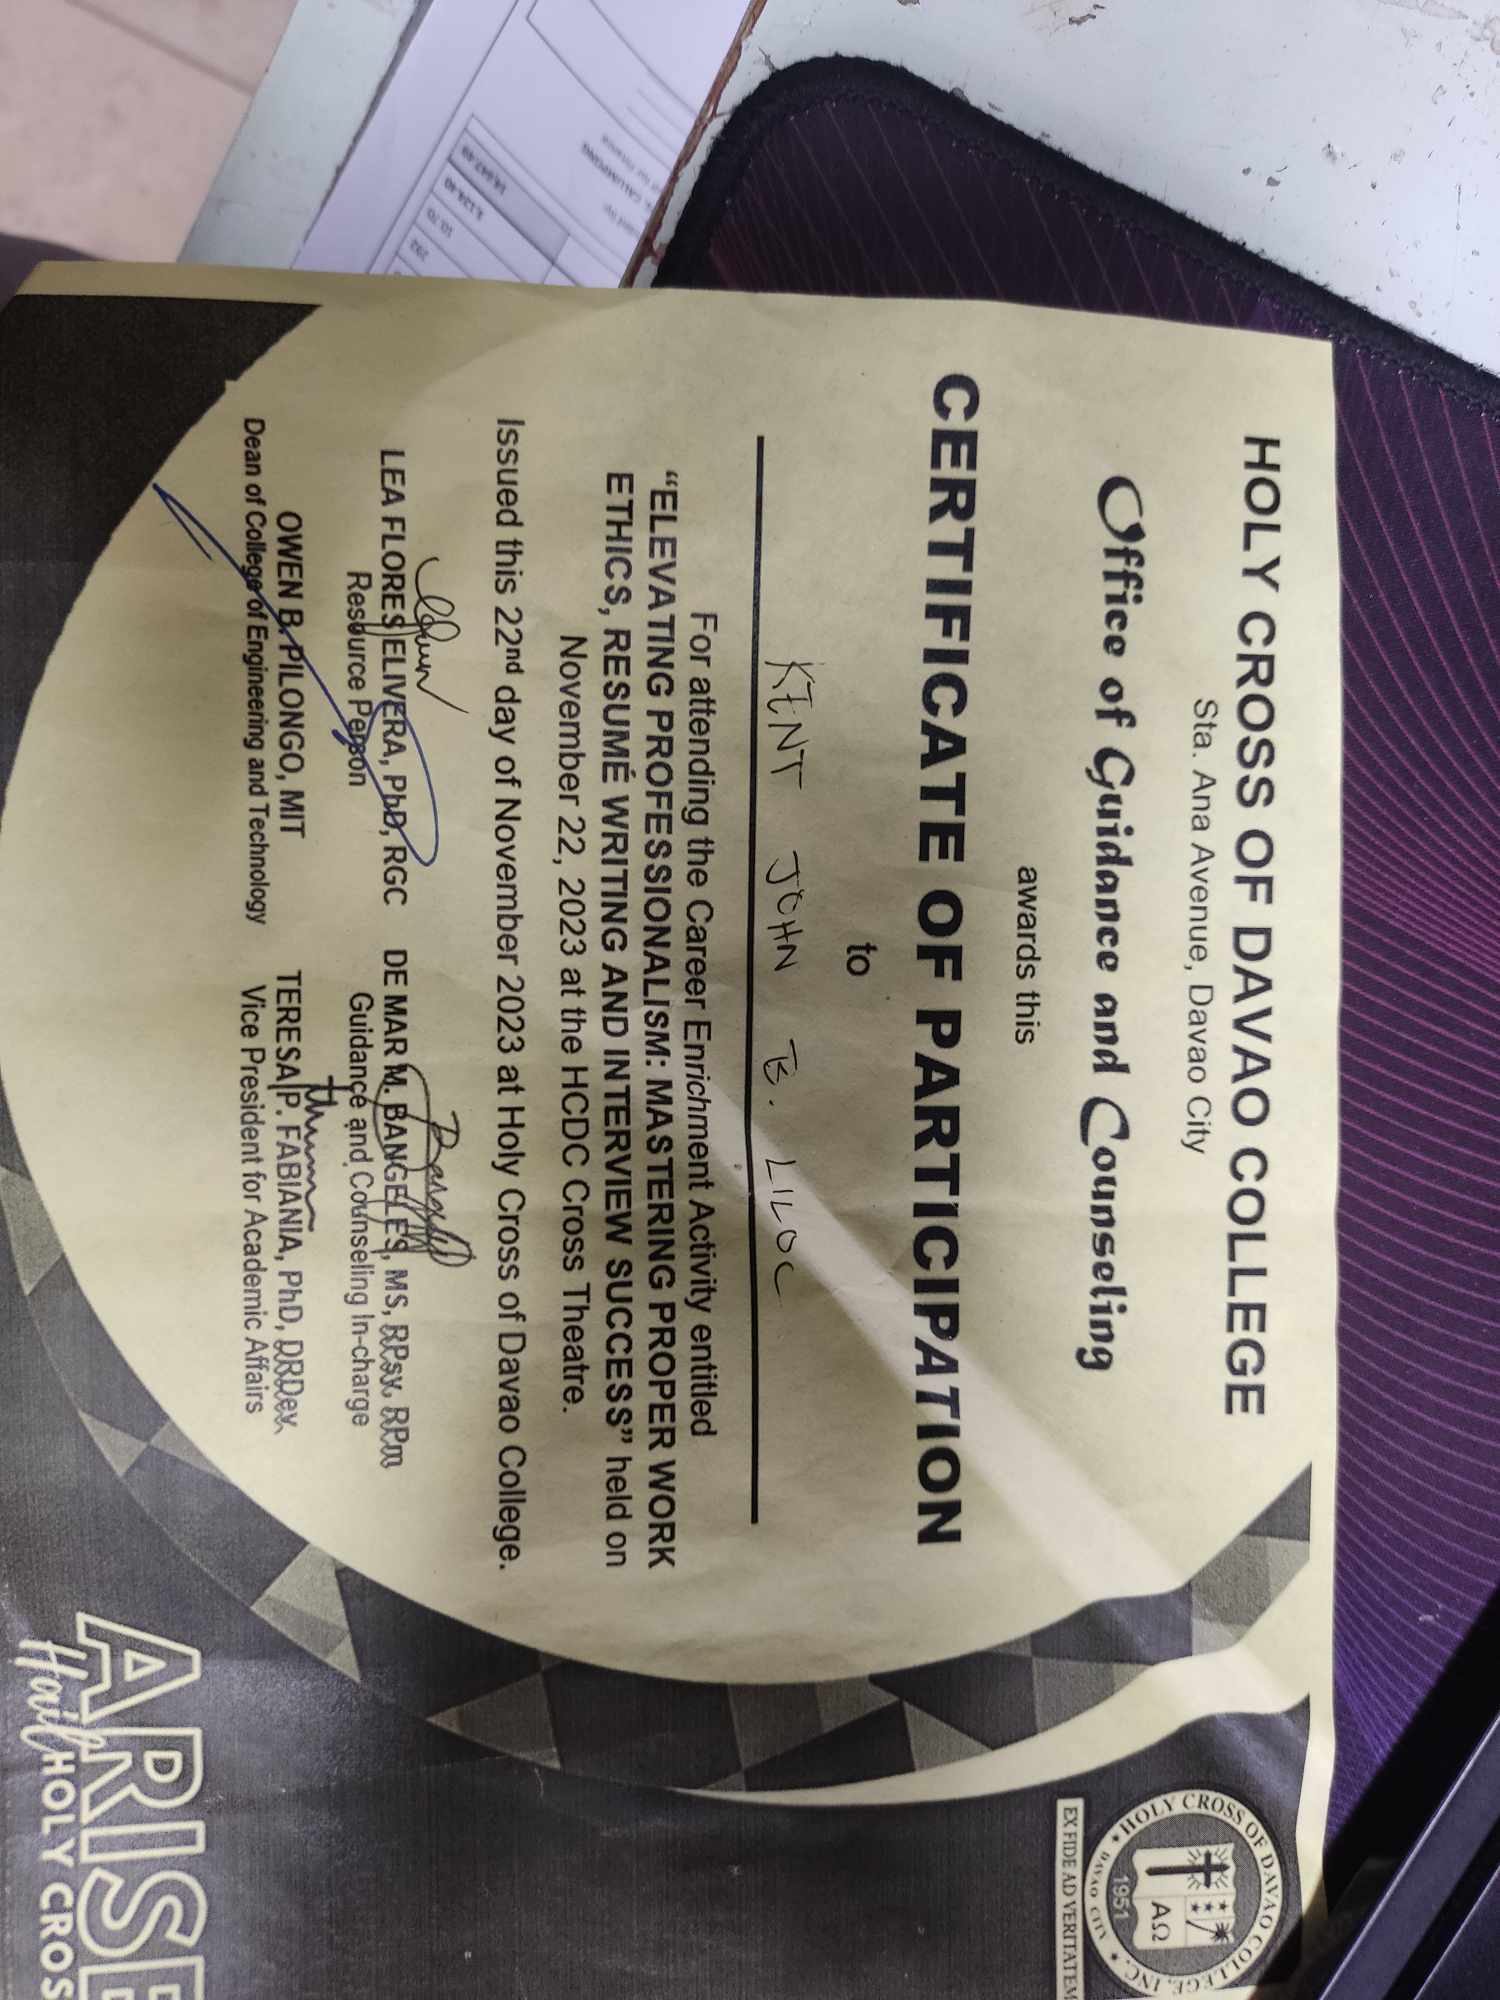 HOLY CROSS OF DAVAO COLLEGE
Sta. Ana Avenue, Davao City
Office of Guidance and Counseling
awards this
CERTIFICATE OF PARTICIPATION
to
KENT JOHN B. LILOC
For attending the Career Enrichment Activity entitled
“ELEVATING PROFESSIONALISM: MASTERING PROPER WORK
ETHICS, RESUMÉ WRITING AND INTERVIEW SUCCESS” held on
November 22, 2023 at the HCDC Cross Theatre.
Issued this 22nd day of November 2023 at Holy Cross of Davao College.
LEA FLORES ELIVERA, PhD, RGC
Resource Person
DE MAR M. BANGELES, MS, RPsy, RPm
Guidance and Counseling In-charge
OWEN B. PILONGO, MIT
Dean of College of Engineering and Technology
TERESA P. FABIANIA, PhD, DRDev.
Vice President for Academic Affairs
HOLY CROSS OF DAVAO COLLEGE, INC.
ΑΩ
1951
DAVAO CITY
EX FIDE AD VERITATEM
ARISE
Hail HOLY CROS